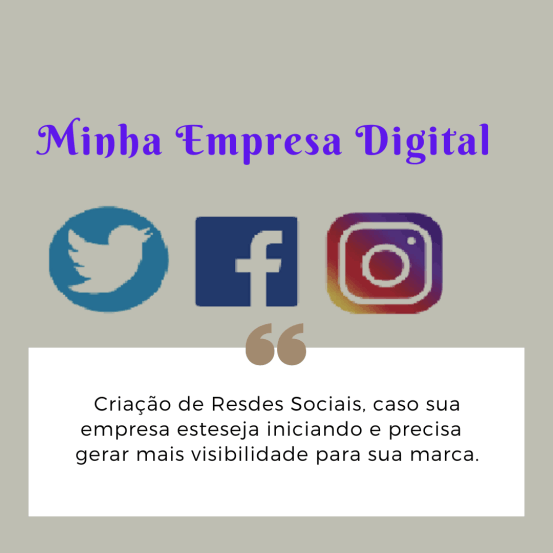 Minha Empresa Digital
Criação de Resdes Sociais, caso sua
empresa esteseja iniciando e precisa
gerar mais visibilidade para sua marca.